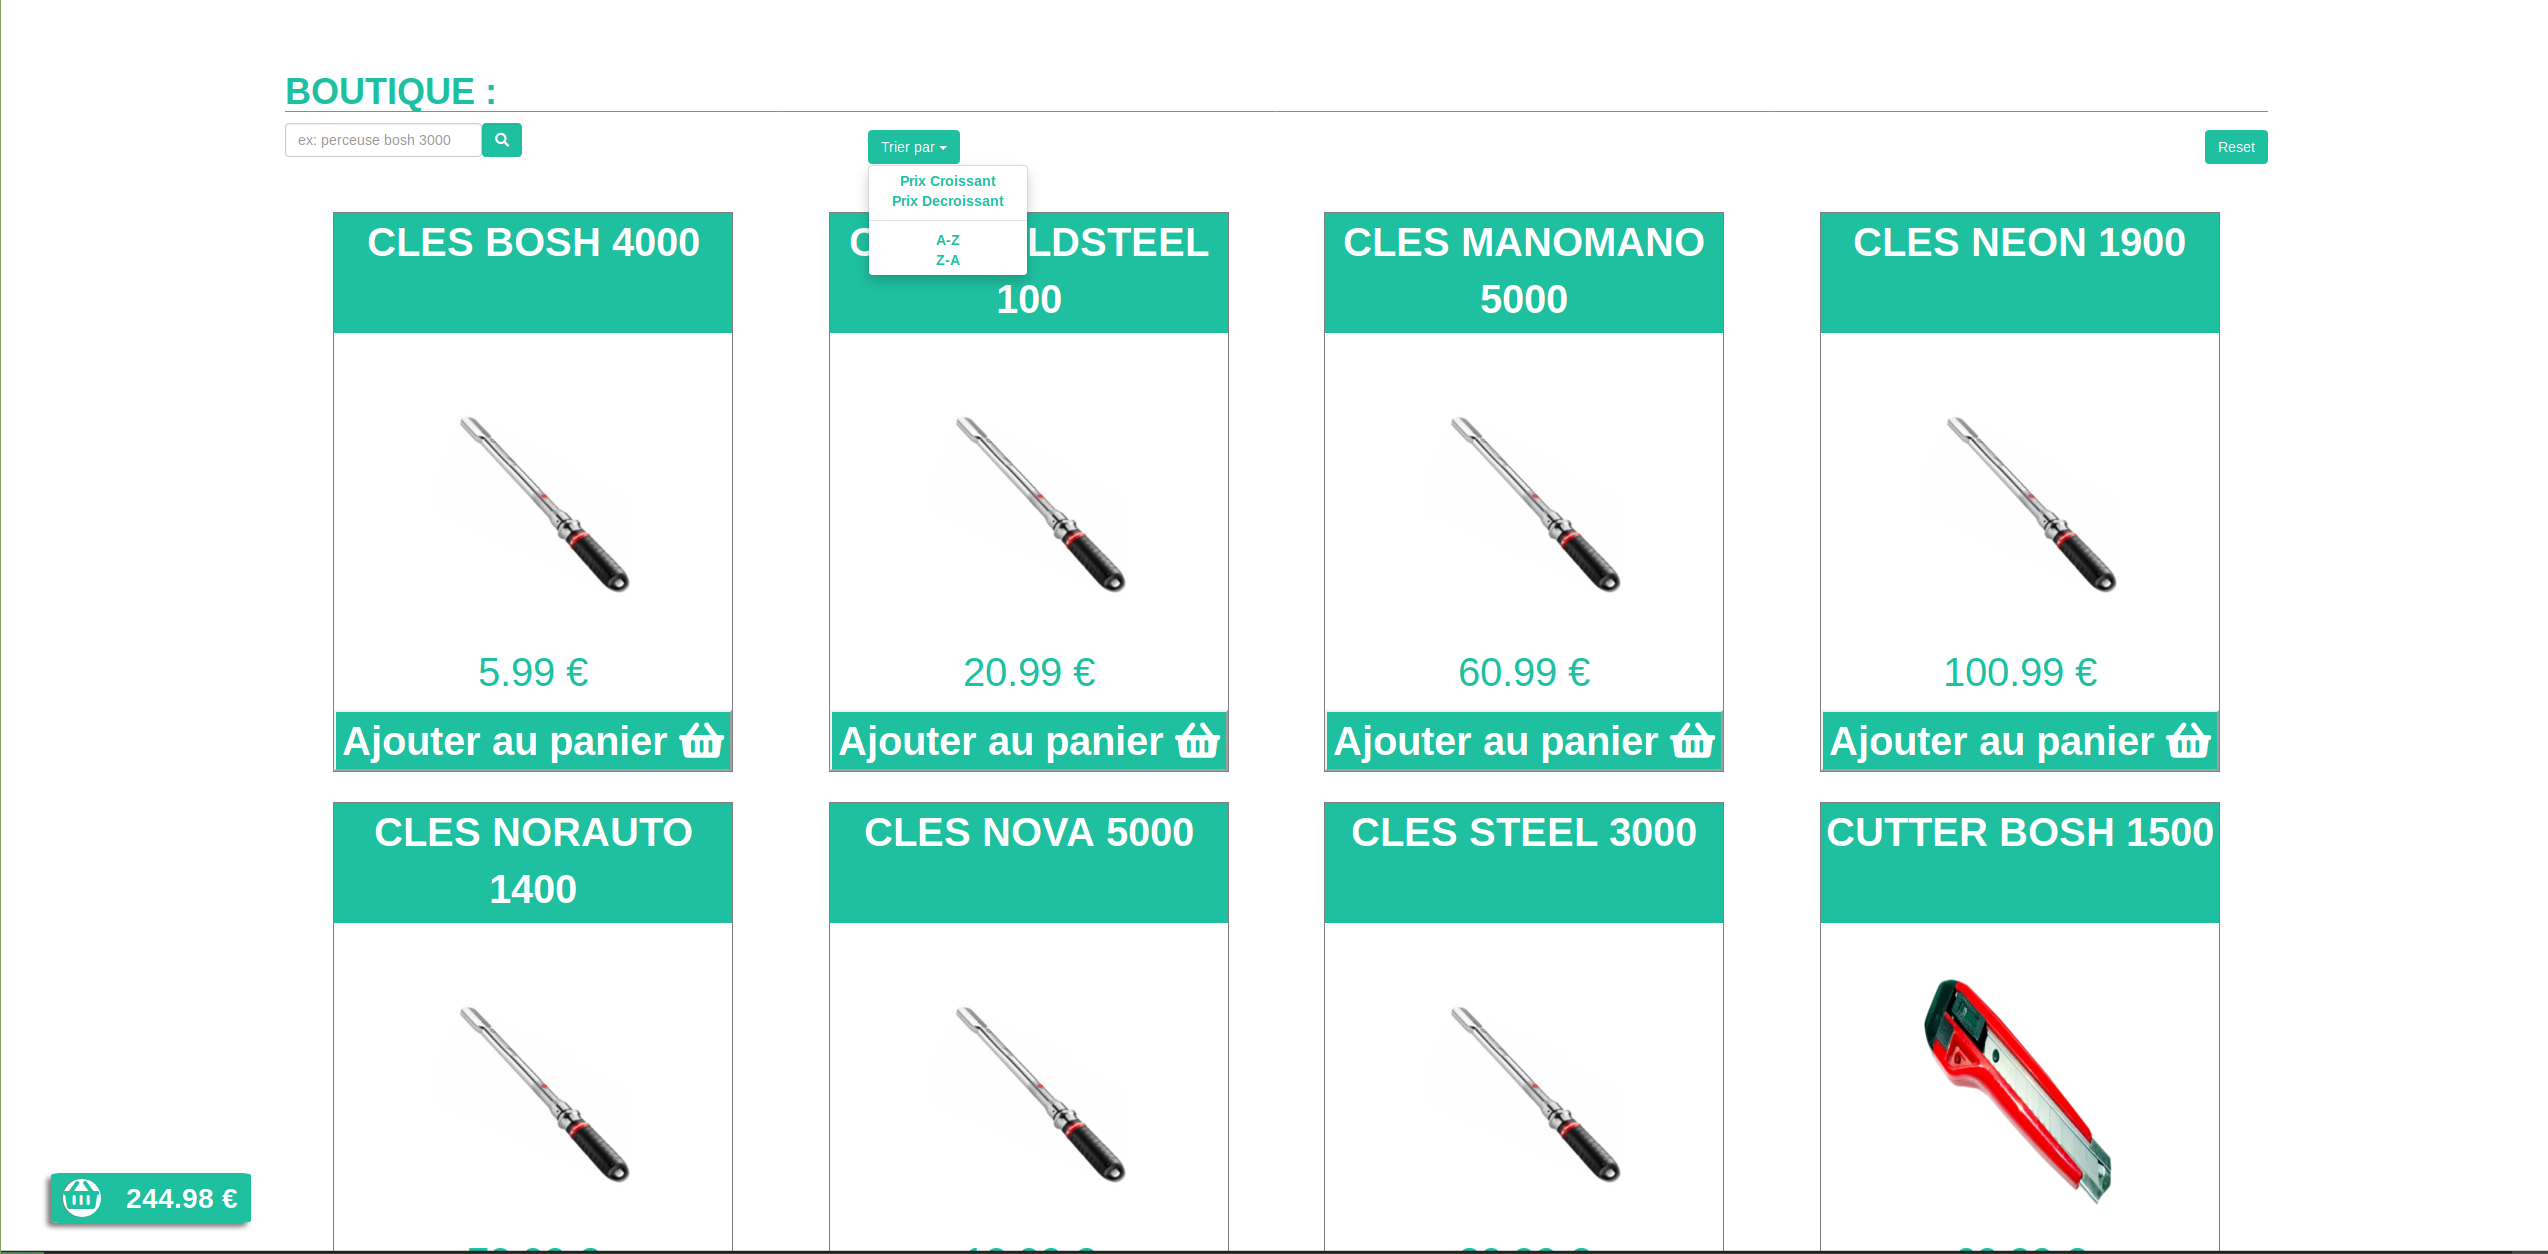 BOUTIQUE :
ex: perceuse bosh 3000
Trier par
Reset
Prix Croissant
Prix Decroissant
A-Z
Z-A
CLES BOSH 4000
LDSTEEL
100
CLES MANOMANO
5000
CLES NEON 1900
5.99 €
20.99 €
60.99 €
100.99 €
Ajouter au panier
Ajouter au panier
Ajouter au panier
Ajouter au panier
CLES NORAUTO
1400
CLES NOVA 5000
CLES STEEL 3000
CUTTER BOSH 1500
244.98 €